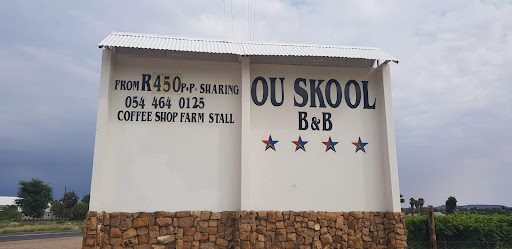 FROM R450 P.P. SHARING
054 464 0125
COFFEE SHOP FARM STALL
OU SKOOL
B&B